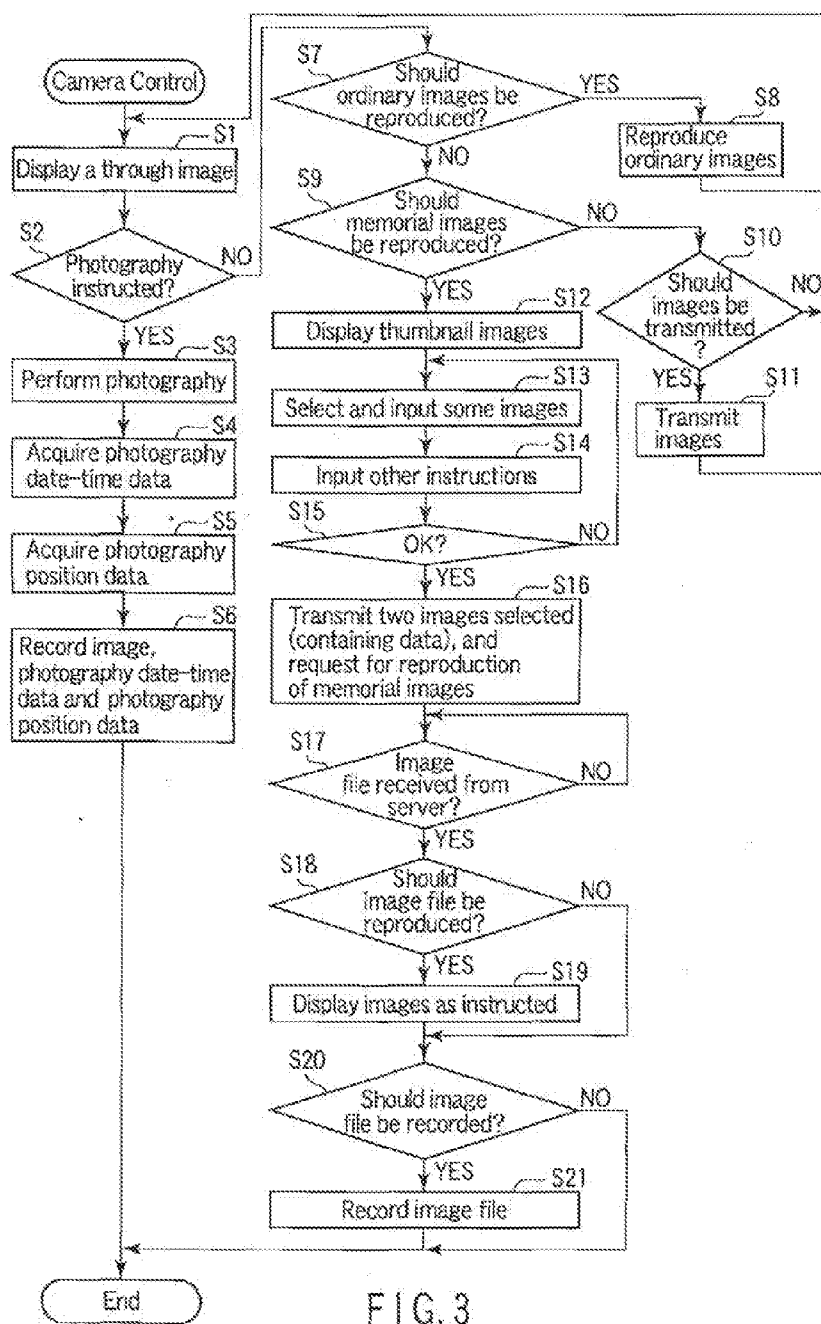 Camera Control
S1
Display a through image
S2
Photography
instructed?
NO
YES
S3
Perform photography
S4
Acquire photography
date-time data
S5
Acquire photography
position data
S6
Record image,
photography date-time
data and photography
position data
End
S7
Should
ordinary images be
reproduced?
YES
NO
S8
Reproduce
ordinary images
S9
Should
memorial images
be reproduced?
NO
YES
S10
Should
images be
transmitted
?
NO
YES
S11
Transmit
images
S12
Display thumbnail images
S13
Select and input some images
S14
Input other instructions
S15
OK?
NO
YES
S16
Transmit two images selected
(containing data), and
request for reproduction
of memorial images
S17
Image
file received from
server?
NO
YES
S18
Should
image file be
reproduced?
NO
YES
S19
Display images as instructed
S20
Should image
file be recorded?
NO
YES
S21
Record image file
FIG. 3